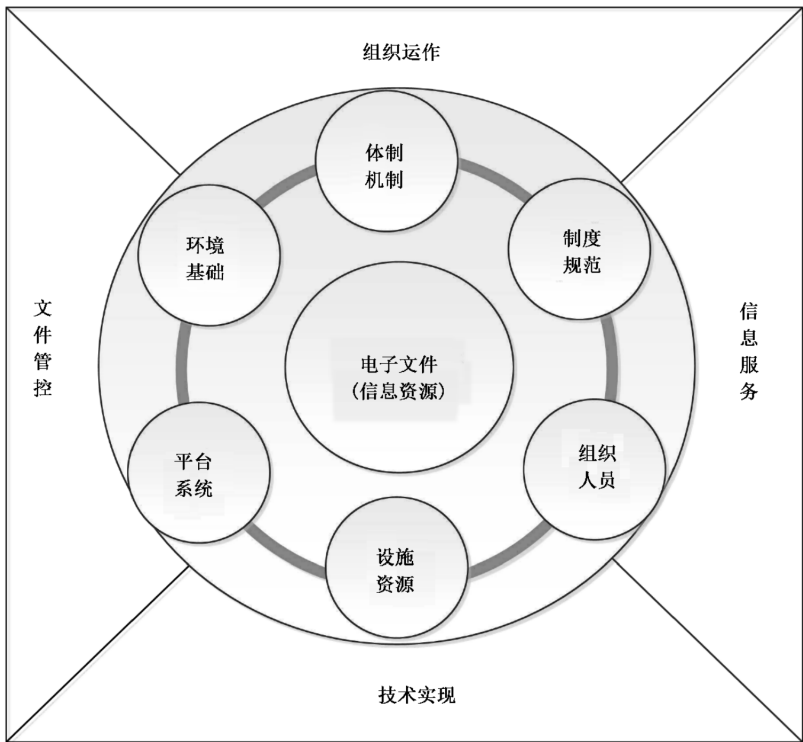 组织运作
体制
机制
环境
基础
制度
规范
文件管控
电子文件
(信息资源)
信息服务
平台
系统
组织
人员
设施
资源
技术实现